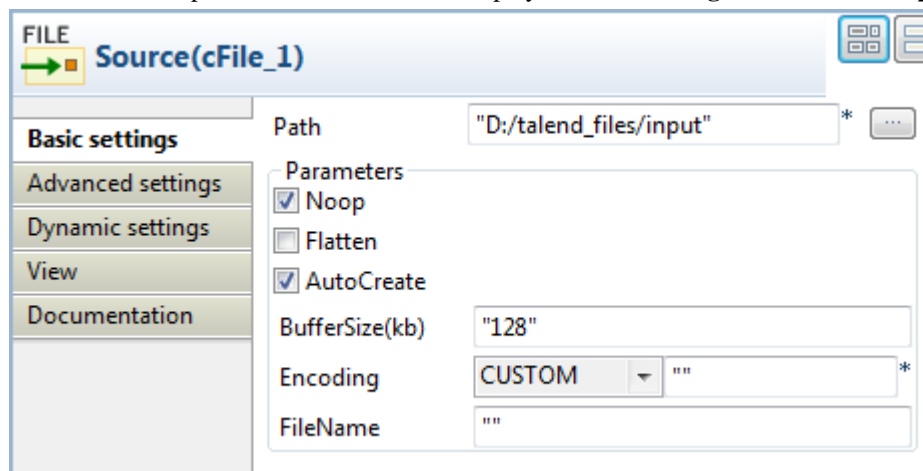 FILE
Source(cFile_1)
Basic settings
Advanced settings
Dynamic settings
View
Documentation
Path "D:/talend_files/input" * ...
Parameters
Noop
Flatten
AutoCreate
BufferSize(kb) "128"
Encoding CUSTOM "" *
FileName ""